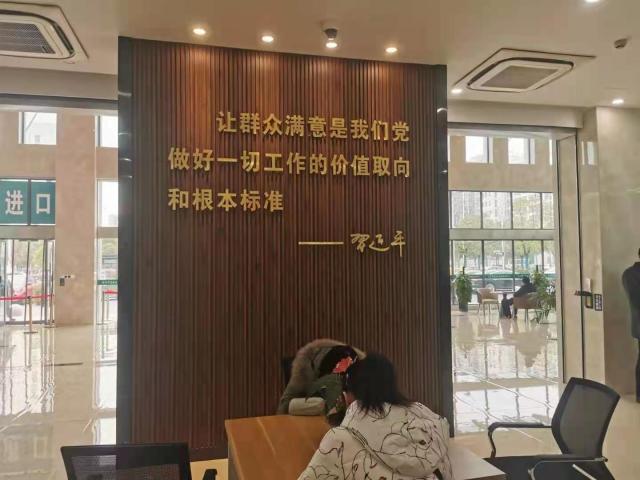 让群众满意是我们党
做好一切工作的价值取向
和根本标准
——习近平
进口